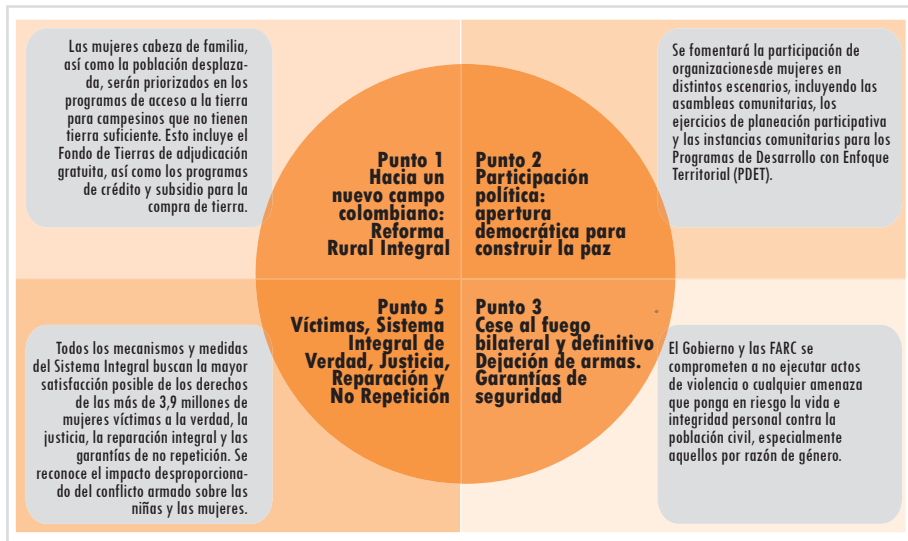 Las mujeres cabeza de familia,
así como la población desplaza-
da, serán priorizados en los
programas de acceso a la tierra
para campesinos que no tienen
tierra suficiente. Esto incluye el
Fondo de Tierras de adjudicación
gratuita, así como los programas
de crédito y subsidio para la
compra de tierra.
Punto 1
Hacia un
nuevo campo
colombiano:
Reforma
Rural Integral
Punto 2
Participación
política:
apertura
democrática para
construir la paz
Se fomentará la participación de
organizacionesde mujeres en
distintos escenarios, incluyendo las
asambleas comunitarias, los
ejercicios de planeación participativa
y las instancias comunitarias para los
Programas de Desarrollo con Enfoque
Territorial (PDET).
Todos los mecanismos y medidas
del Sistema Integral buscan la mayor
satisfacción posible de los derechos
de las más de 3,9 millones de
mujeres víctimas a la verdad, la
justicia, la reparación integral y las
garantías de no repetición. Se
reconoce el impacto desproporciona-
do del conflicto armado sobre las
niñas y las mujeres.
Punto 5
Víctimas, Sistema
Integral de
Verdad, Justicia,
Reparación y
No Repetición
Punto 3
Cese al fuego
bilateral y definitivo
Dejación de armas.
Garantías de
seguridad
El Gobierno y las FARC se
comprometen a no ejecutar actos
de violencia o cualquier amenaza
que ponga en riesgo la vida e
integridad personal contra la
población civil, especialmente
aquellos por razón de género.